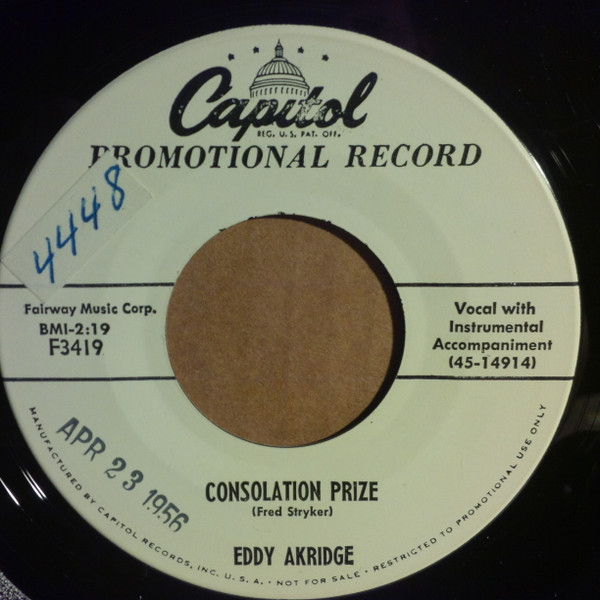 Capitol
REG. U.S. PAT. OFF.
PROMOTIONAL RECORD
4448
Fairway Music Corp.
BMI-2:19
F3419
Vocal with
Instrumental
Accompaniment
(45-14914)
APR 23 1956
CONSOLATION PRIZE
(Fred Stryker)
EDDY AKRIDGE
MANUFACTURED BY CAPITOL RECORDS, INC. U.S.A. • NOT FOR SALE • RESTRICTED TO PROMOTIONAL USE ONLY